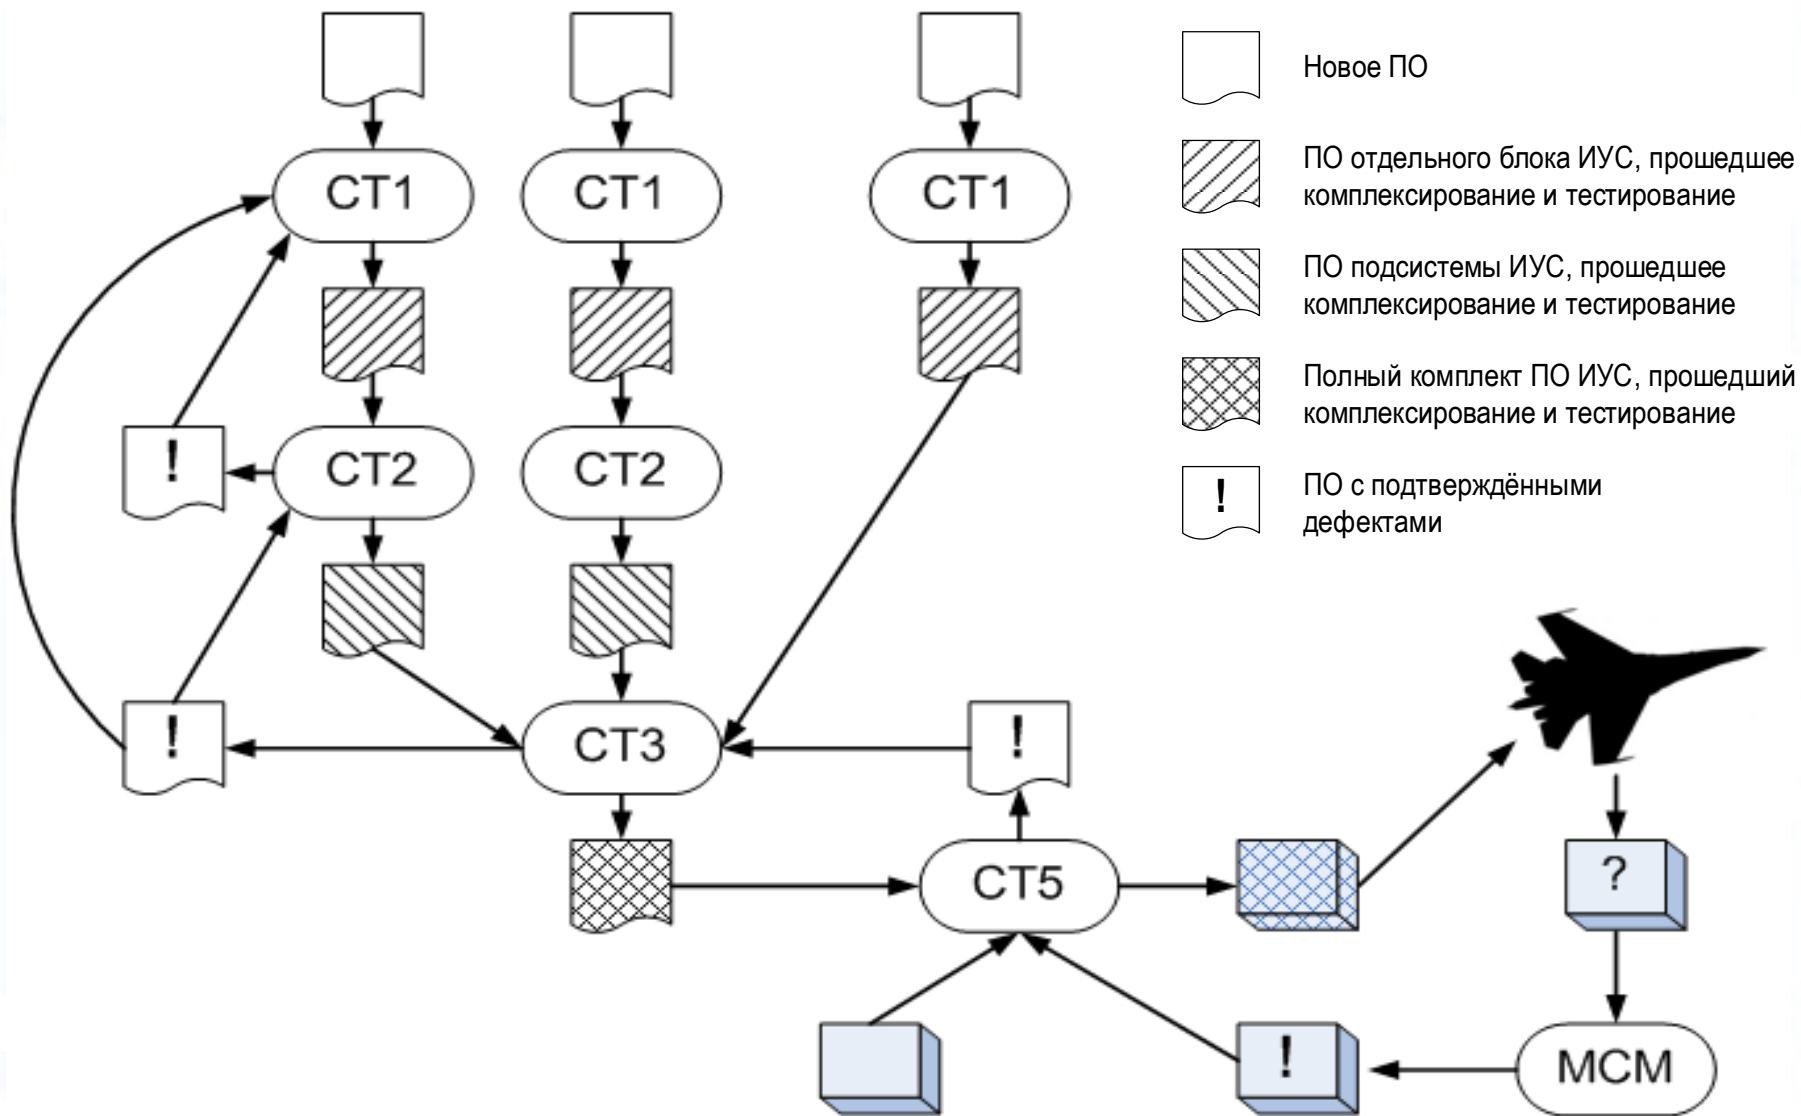 Новое ПО
СТ1
СТ1
СТ1
ПО отдельного блока ИУС, прошедшее
комплексирование и тестирование
ПО подсистемы ИУС, прошедшее
комплексирование и тестирование
Полный комплект ПО ИУС, прошедший
комплексирование и тестирование
!
СТ2
СТ2
!
ПО с подтверждёнными
дефектами
!
СТ3
!
СТ5
?
!
МСМ